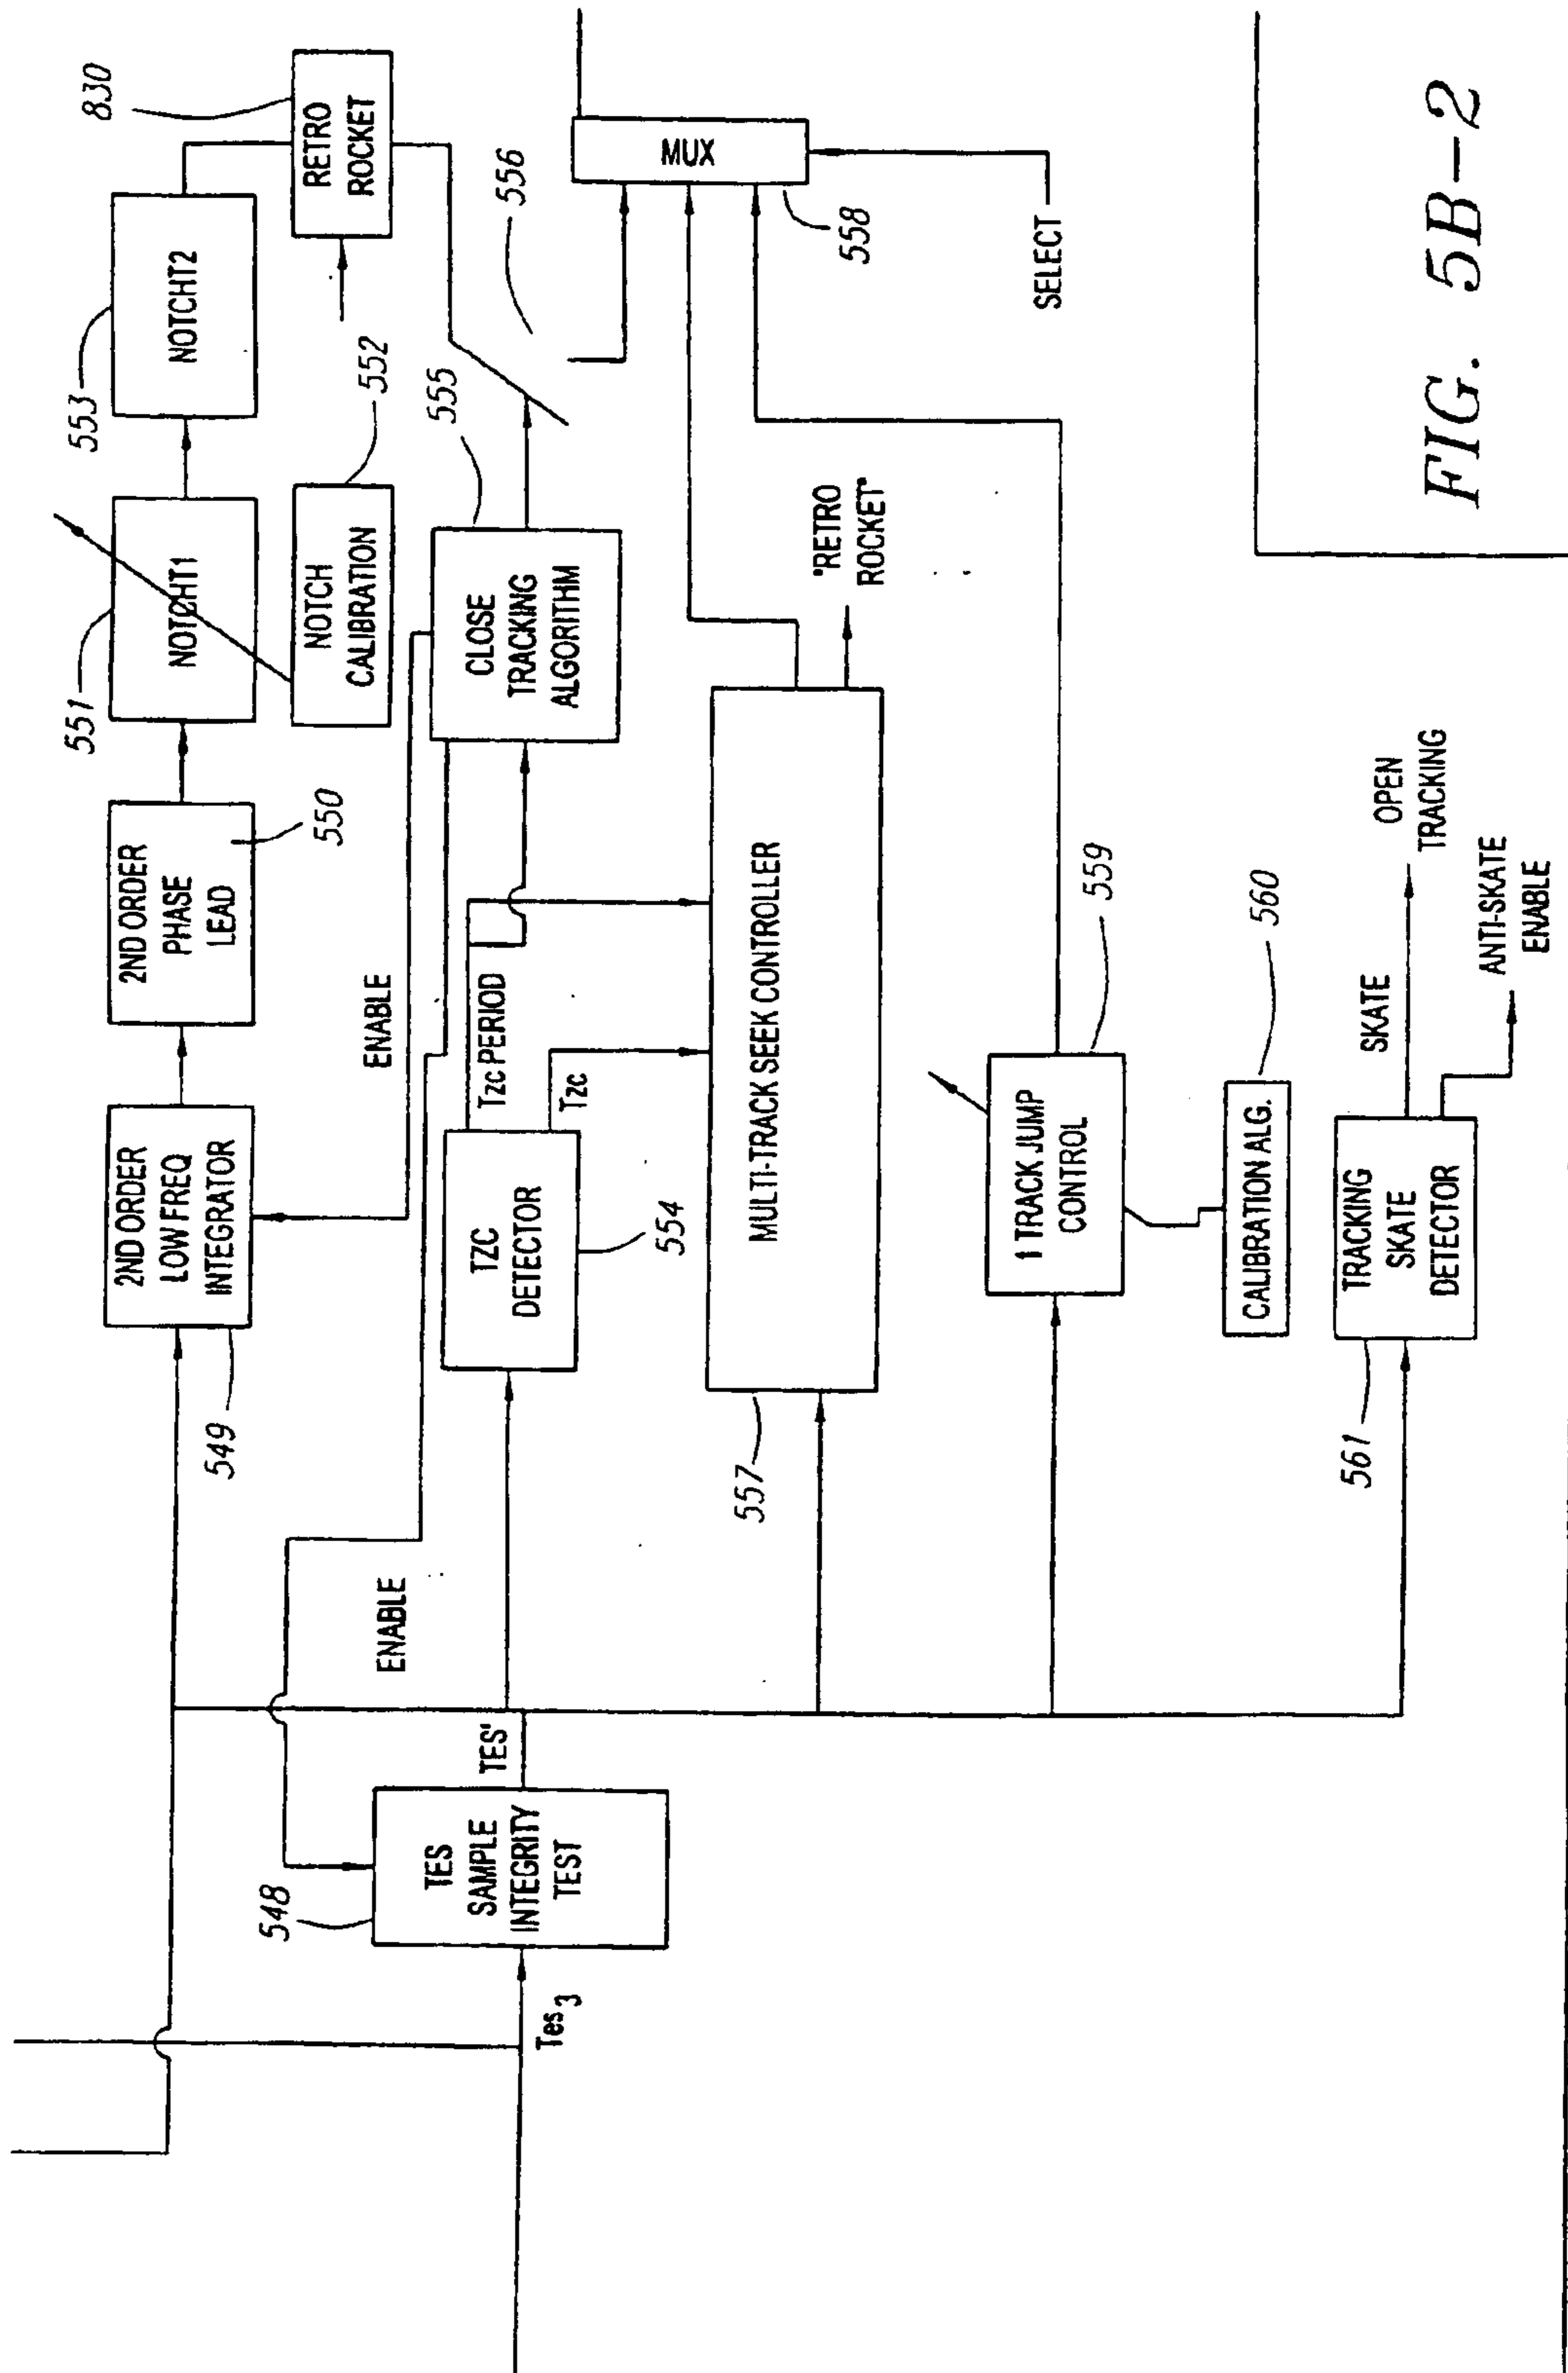 830
553
551
NOTCHT2
NOTCHT1
RETRO
ROCKET
2ND ORDER
PHASE
LEAD
550
2ND ORDER
LOW FREQ
INTEGRATOR
549
NOTCH
CALIBRATION
552
556
555
ENABLE
CLOSE
TRACKING
ALGORITHM
MUX
558
SELECT
ENABLE
Tzc PERIOD
Tzc
TZC
DETECTOR
554
548
TES
SAMPLE
INTEGRITY
TEST
TES'
Tes3
MULTI-TRACK SEEK CONTROLLER
557
"RETRO
ROCKET"
1 TRACK JUMP
CONTROL
559
CALIBRATION ALG.
560
TRACKING
SKATE
DETECTOR
561
SKATE
OPEN
TRACKING
ANTI-SKATE
ENABLE
FIG. 5B-2